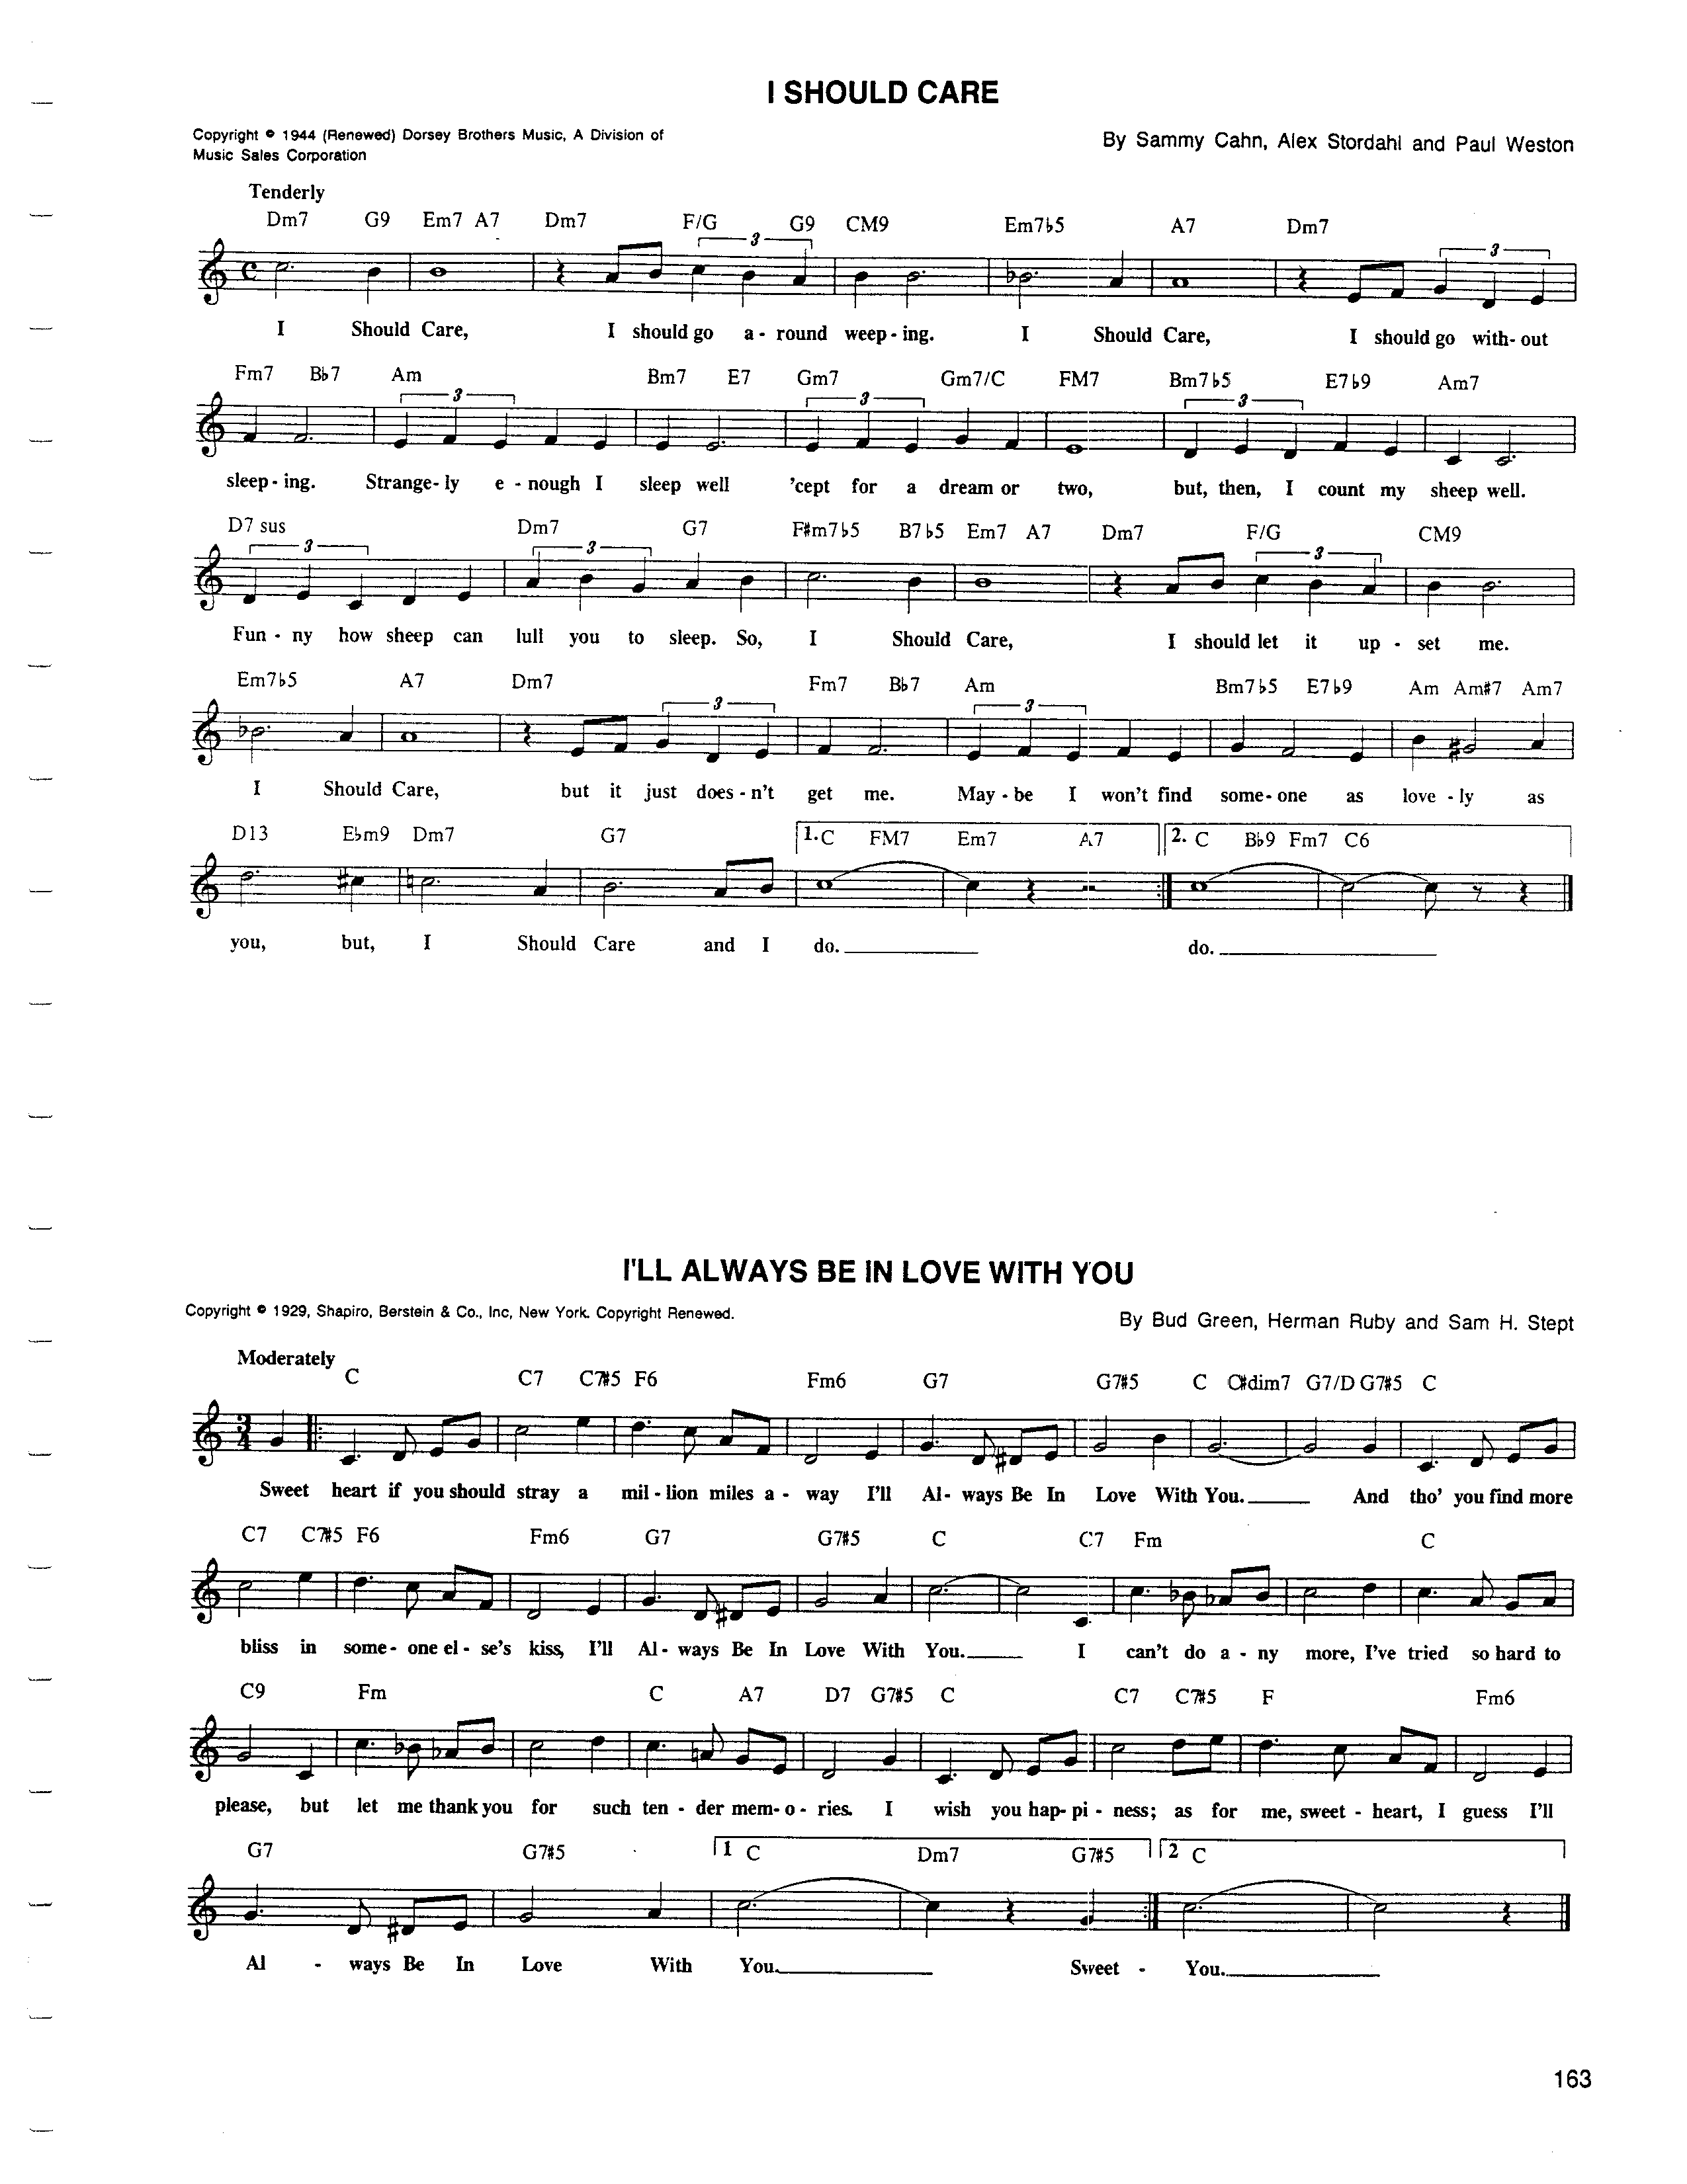 I SHOULD CARE
Copyright © 1944 (Renewed) Dorsey Brothers Music, A Division of
Music Sales Corporation
By Sammy Cahn, Alex Stordahl and Paul Weston
Tenderly
Dm7 G9 Em7 A7 Dm7 F/G G9 CM9 Em7♭5 A7 Dm7
3 3
I Should Care, I should go a - round weep - ing. I Should Care, I should go with - out
Fm7 B♭7 Am Bm7 E7 Gm7 Gm7/C FM7 Bm7♭5 E7♭9 Am7
3 3 3
sleep - ing. Strange - ly e - nough I sleep well 'cept for a dream or two, but, then, I count my sheep well.
D7 sus Dm7 G7 F#m7♭5 B7♭5 Em7 A7 Dm7 F/G CM9
3 3 3
Fun - ny how sheep can lull you to sleep. So, I Should Care, I should let it up - set me.
Em7♭5 A7 Dm7 Fm7 B♭7 Am Bm7♭5 E7♭9 Am Am#7 Am7
3 3
I Should Care, but it just does - n't get me. May - be I won't find some - one as love - ly as
D13 E♭m9 Dm7 G7 1. C FM7 Em7 A7 2. C B♭9 Fm7 C6
you, but, I Should Care and I do. do.
I'LL ALWAYS BE IN LOVE WITH YOU
Copyright © 1929, Shapiro, Berstein & Co., Inc, New York. Copyright Renewed.
By Bud Green, Herman Ruby and Sam H. Stept
Moderately
C C7 C7#5 F6 Fm6 G7 G7#5 C C#dim7 G7/D G7#5 C
3
4
Sweet heart if you should stray a mil - lion miles a - way I'll Al - ways Be In Love With You. And tho' you find more
C7 C7#5 F6 Fm6 G7 G7#5 C C7 Fm C
bliss in some - one el - se's kiss, I'll Al - ways Be In Love With You. I can't do a - ny more, I've tried so hard to
C9 Fm C A7 D7 G7#5 C C7 C7#5 F Fm6
please, but let me thank you for such ten - der mem - o - ries. I wish you hap - pi - ness; as for me, sweet - heart, I guess I'll
G7 G7#5 1 C Dm7 G7#5 2 C
Al - ways Be In Love With You. Sweet - You.
163